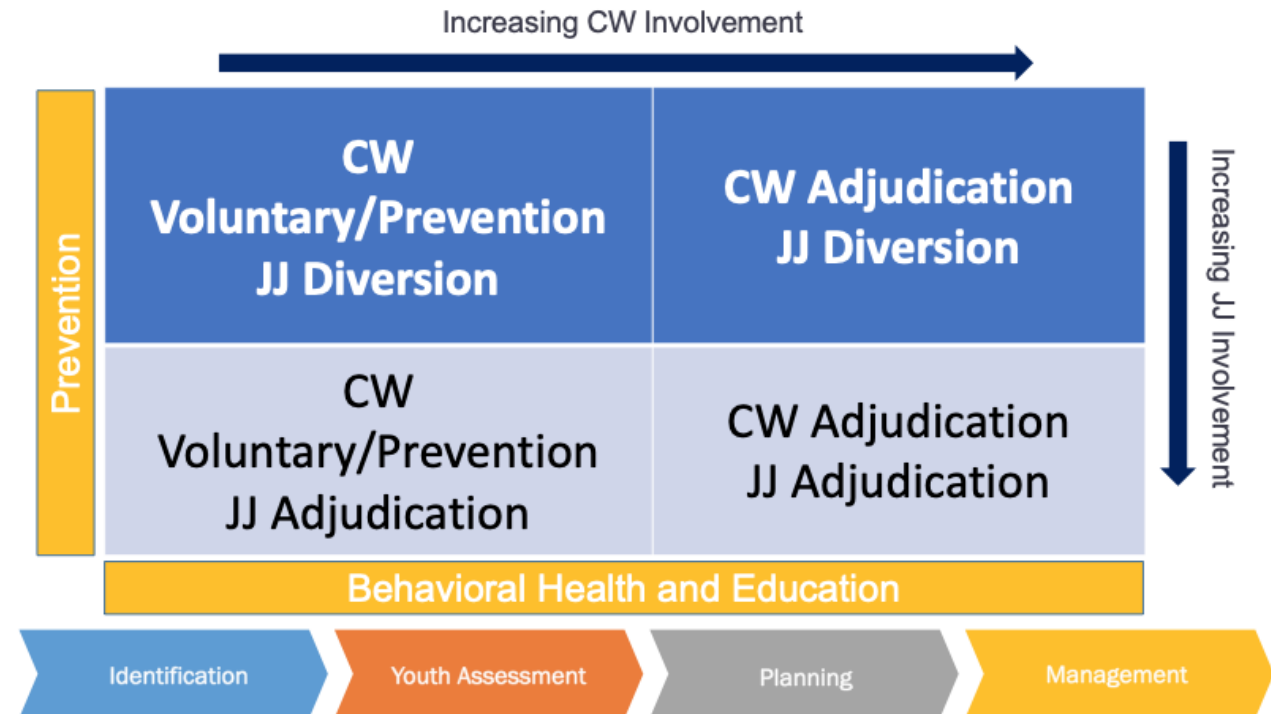 Increasing CW Involvement
Prevention
CW
Voluntary/Prevention
JJ Diversion
CW Adjudication
JJ Diversion
Increasing JJ Involvement
CW
Voluntary/Prevention
JJ Adjudication
CW Adjudication
JJ Adjudication
Behavioral Health and Education
Identification
Youth Assessment
Planning
Management